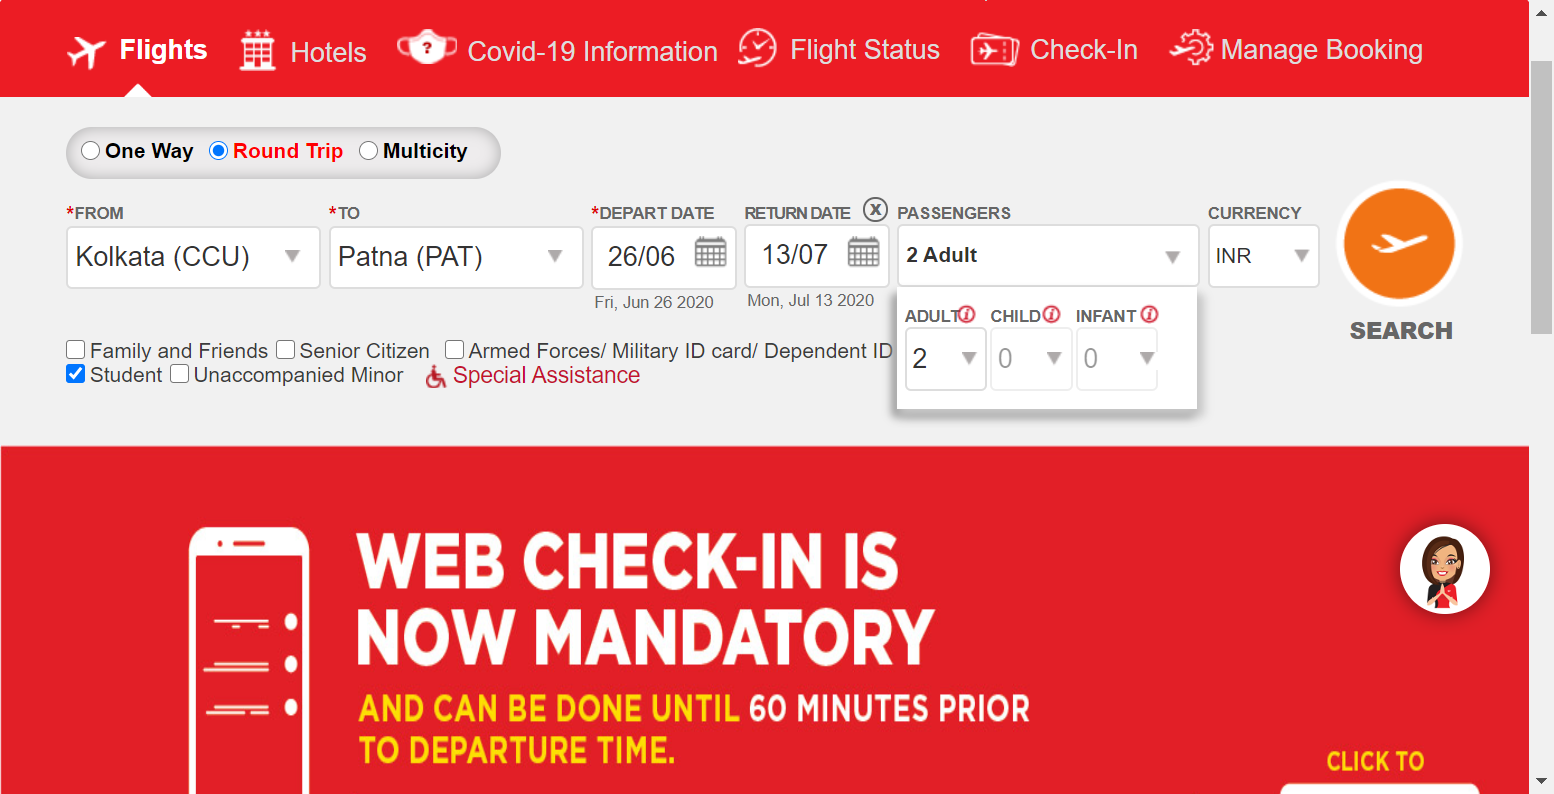 Flights Hotels ? Covid-19 Information Flight Status Check-In Manage Booking
One Way Round Trip Multicity
*FROM *TO *DEPART DATE RETURN DATE X PASSENGERS CURRENCY
Kolkata (CCU) Patna (PAT) 26/06 13/07 2 Adult INR
Fri, Jun 26 2020 Mon, Jul 13 2020
ADULT i CHILD i INFANT i
SEARCH
Family and Friends Senior Citizen Armed Forces/ Military ID card/ Dependent ID
2 0 0
Student Unaccompanied Minor Special Assistance
WEB CHECK-IN IS
NOW MANDATORY
AND CAN BE DONE UNTIL 60 MINUTES PRIOR
TO DEPARTURE TIME.
CLICK TO